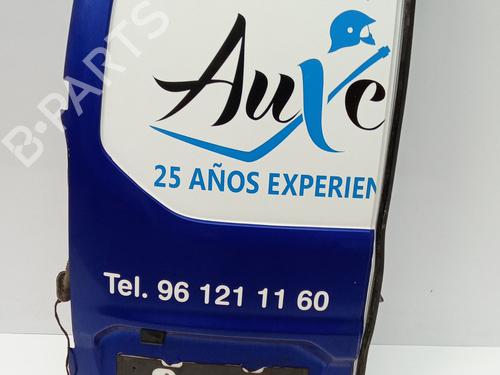 AuXc
25 AÑOS EXPERIEN
Tel. 96 121 11 60
B-PARTS